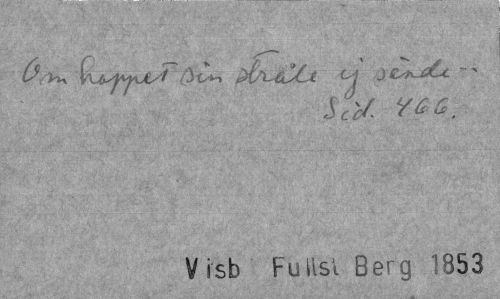 Om hoppet sin stråle ej sände --
Sid. 466.
Visb Fullst Berg 1853